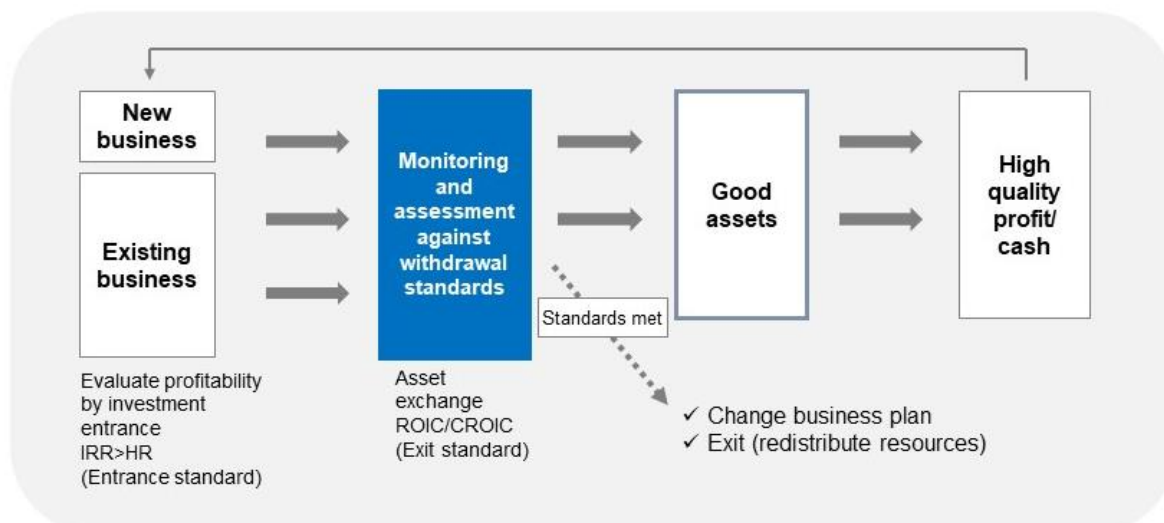 New
business
Existing
business
Evaluate profitability
by investment
entrance
IRR>HR
(Entrance standard)
Monitoring
and
assessment
against
withdrawal
standards
Asset
exchange
ROIC/CROIC
(Exit standard)
Standards met
✓ Change business plan
✓ Exit (redistribute resources)
Good
assets
High
quality
profit/
cash